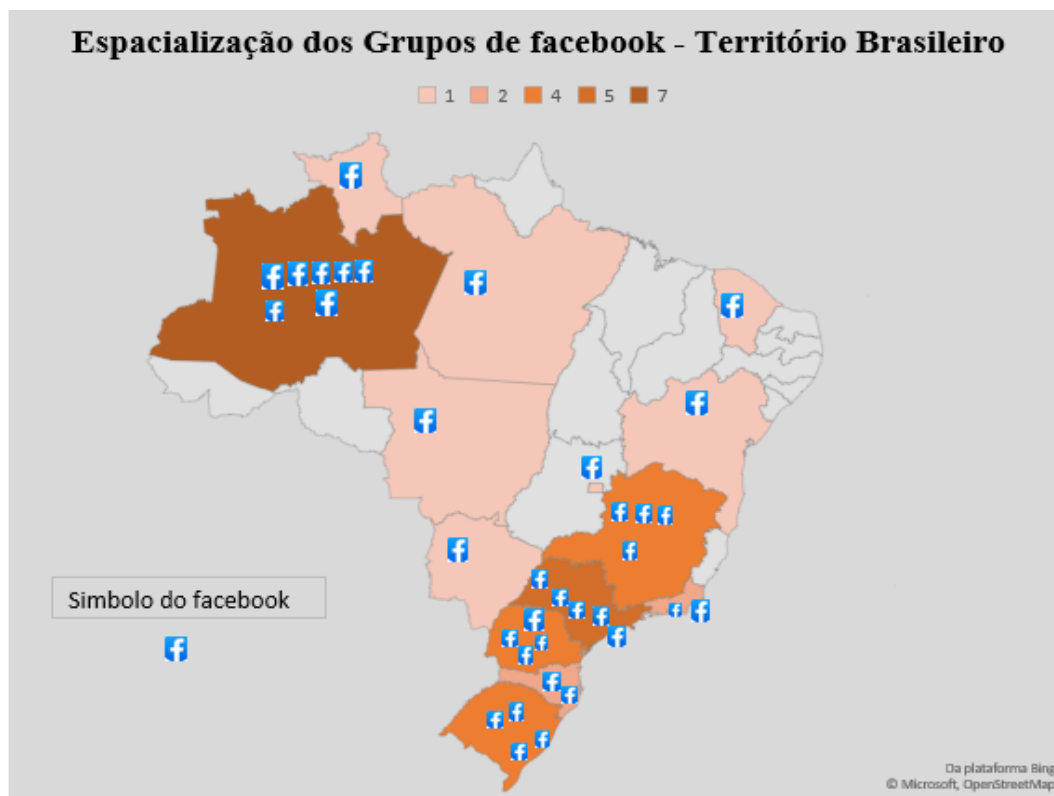 Espacialização dos Grupos de facebook - Território Brasileiro
1 2 4 5 7
Simbolo do facebook
Da plataforma Bing
© Microsoft, OpenStreetMap